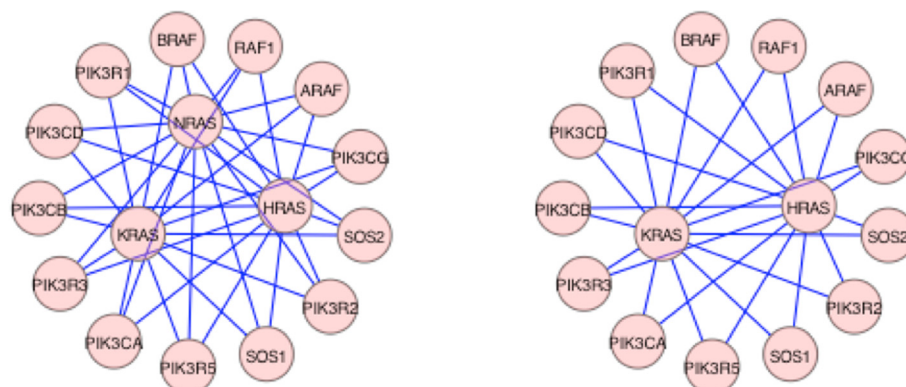 BRAF
RAF1
PIK3R1
ARAF
NRAS
PIK3CD
PIK3CG
PIK3CB
HRAS
KRAS
SOS2
PIK3R3
PIK3R2
PIK3CA
SOS1
PIK3R5
BRAF
RAF1
PIK3R1
ARAF
PIK3CD
PIK3CG
PIK3CB
HRAS
KRAS
SOS2
PIK3R3
PIK3R2
PIK3CA
SOS1
PIK3R5